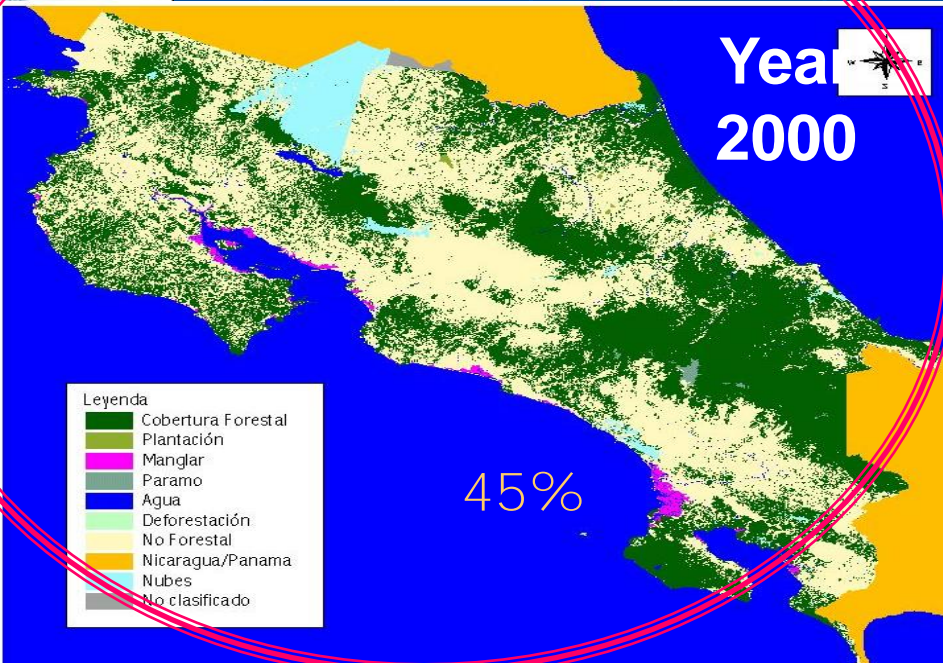 Year
2000
N
W E
S
Leyenda
Cobertura Forestal
Plantación
Manglar
Paramo
Agua
Deforestación
No Forestal
Nicaragua/Panama
Nubes
No clasificado
45%